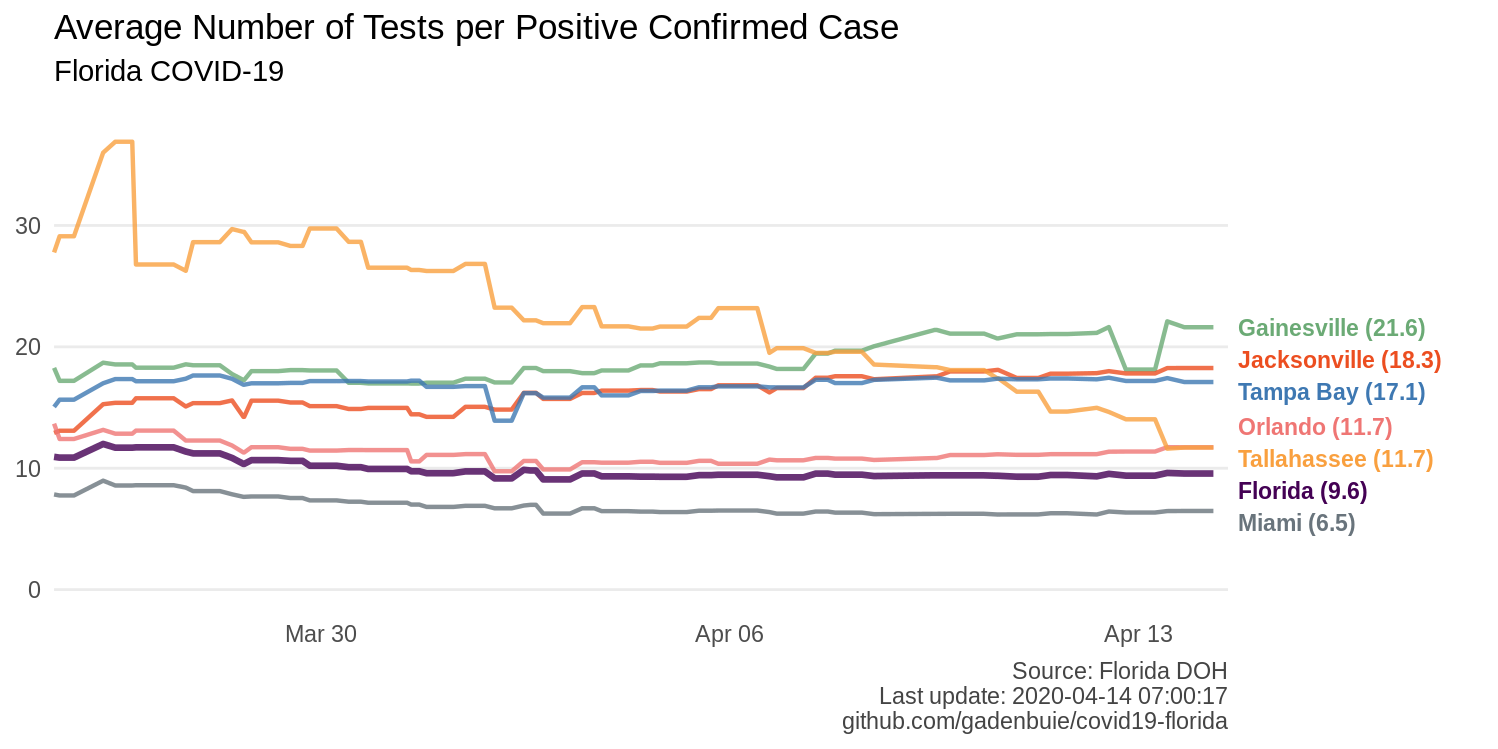 Average Number of Tests per Positive Confirmed Case
Florida COVID-19
30
20
10
0
Mar 30
Apr 06
Apr 13
Gainesville (21.6)
Jacksonville (18.3)
Tampa Bay (17.1)
Orlando (11.7)
Tallahassee (11.7)
Florida (9.6)
Miami (6.5)
Source: Florida DOH
Last update: 2020-04-14 07:00:17
github.com/gadenbuie/covid19-florida